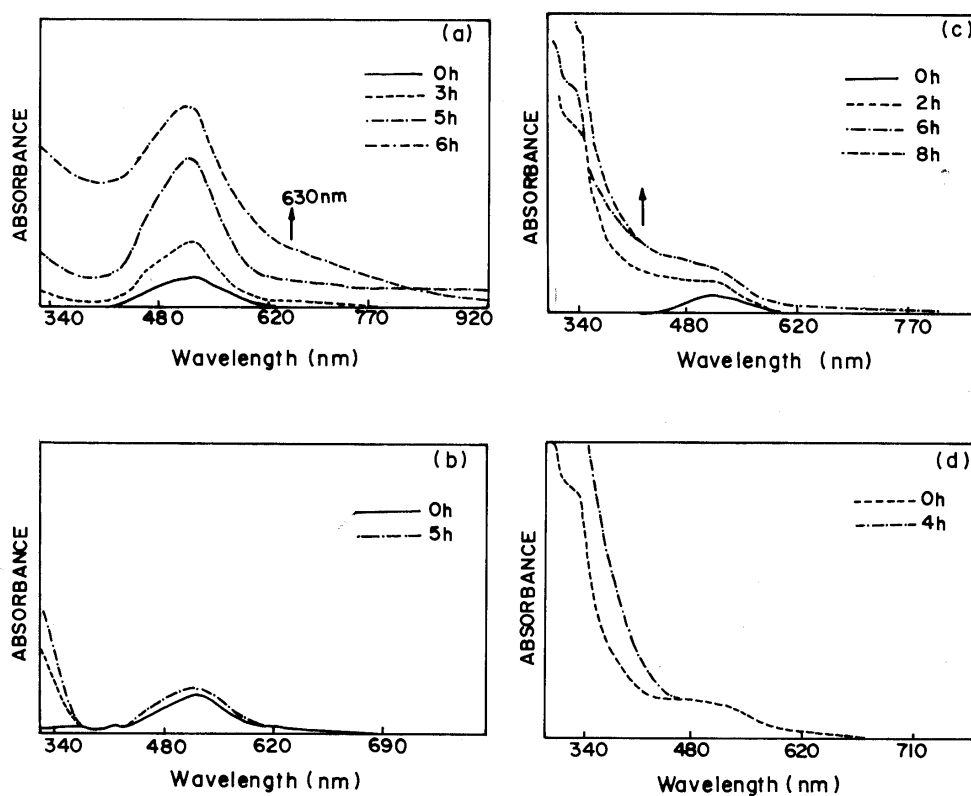 (a)
0h
3h
5h
6h
630nm
ABSORBANCE
340 480 620 770 920
Wavelength (nm)
(c)
0h
2h
6h
8h
ABSORBANCE
340 480 620 770
Wavelength (nm)
(b)
0h
5h
ABSORBANCE
340 480 620 690
Wavelength (nm)
(d)
0h
4h
ABSORBANCE
340 480 620 710
Wavelength (nm)